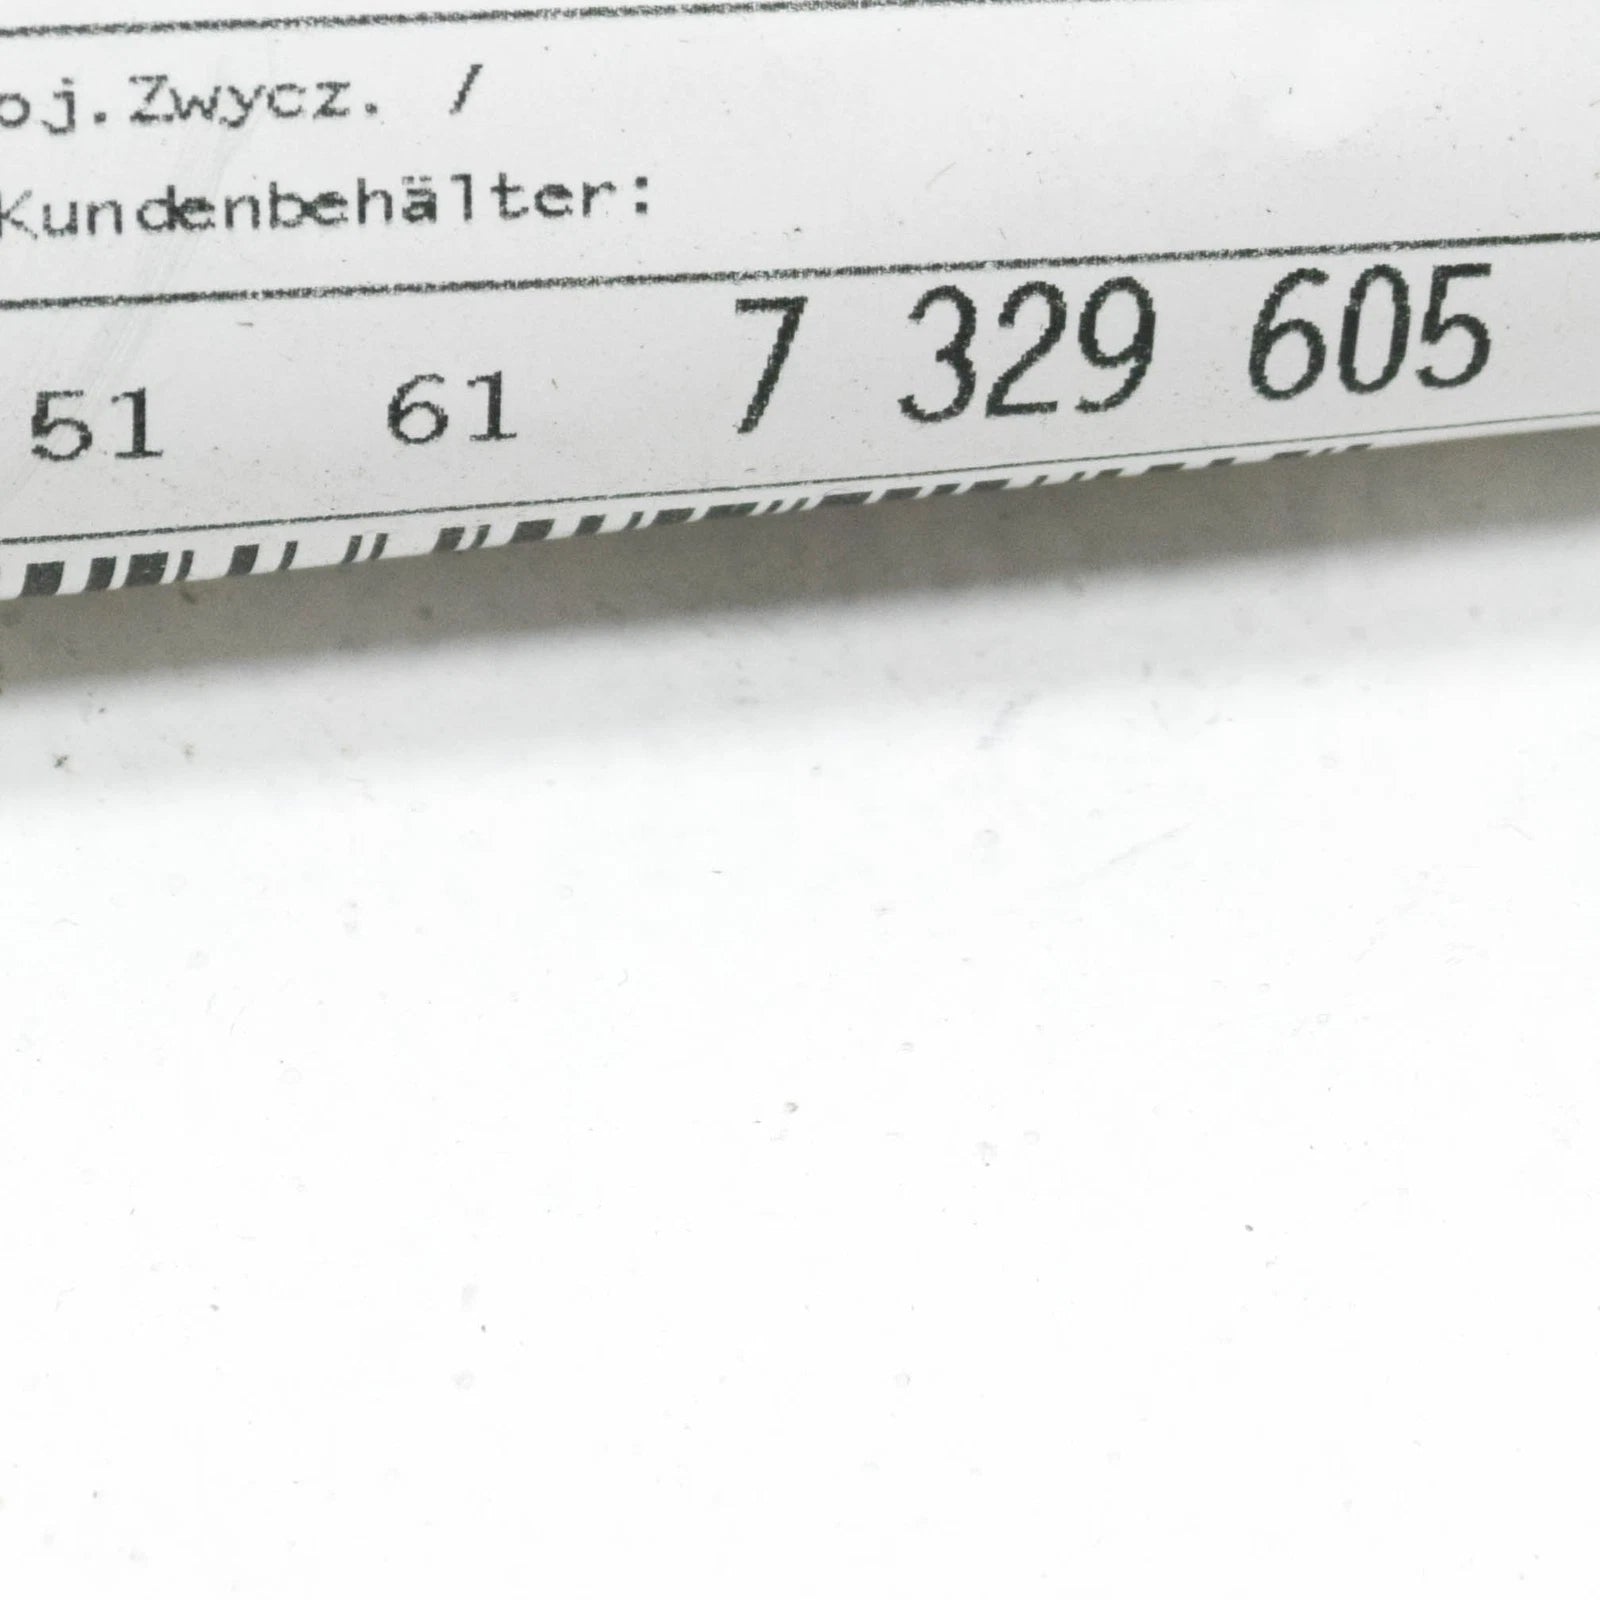 oj.Zwycz. /
Kundenbehälter:
51 61 7 329 605